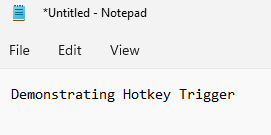 *Untitled - Notepad
File Edit View
Demonstrating Hotkey Trigger